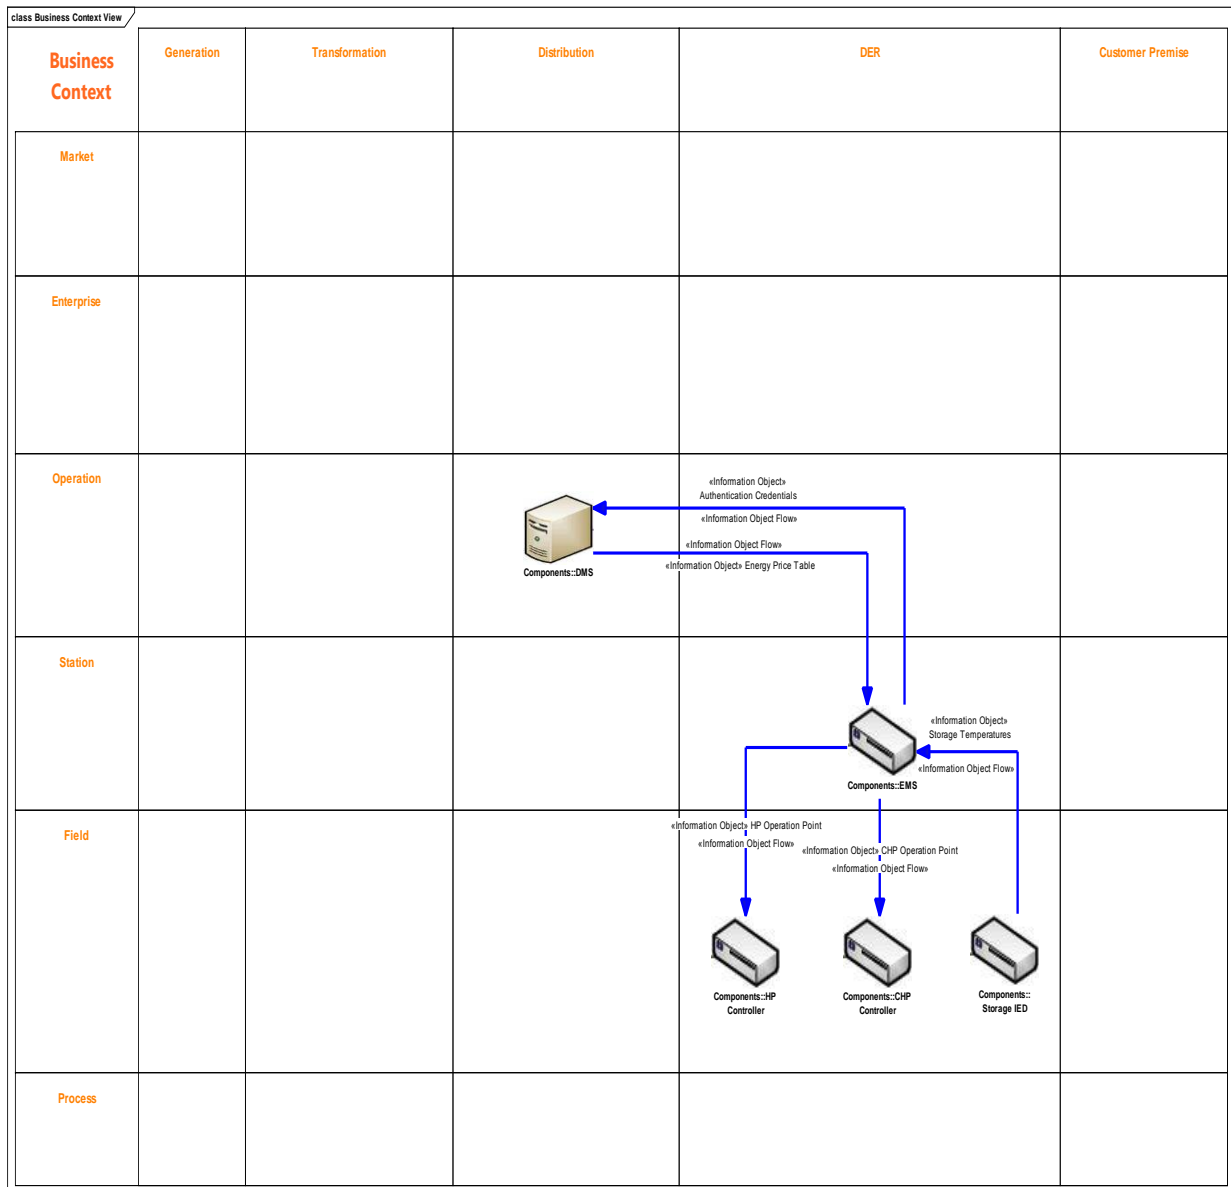 class Business Context View
Business
Context
Generation
Transformation
Distribution
DER
Customer Premise
Market
Enterprise
Operation
«Information Object»
Authentication Credentials
«Information Object Flow»
«Information Object Flow»
«Information Object» Energy Price Table
Components::DMS
Station
«Information Object»
Storage Temperatures
«Information Object Flow»
Components::EMS
Field
«Information Object» HP Operation Point
«Information Object Flow»
«Information Object» CHP Operation Point
«Information Object Flow»
Components::HP
Controller
Components::CHP
Controller
Components::
Storage IED
Process